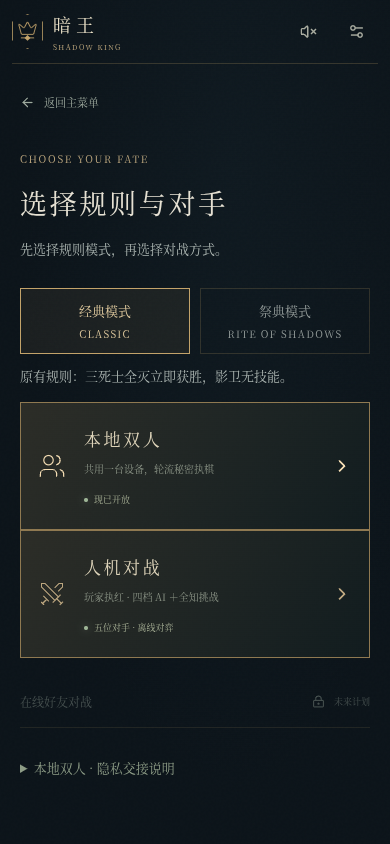 暗王
SHADOW KING
返回主菜单
CHOOSE YOUR FATE
选择规则与对手
先选择规则模式，再选择对战方式。
经典模式
CLASSIC
祭典模式
RITE OF SHADOWS
原有规则：三死士全灭立即获胜，影卫无技能。
本地双人
共用一台设备，轮流秘密执棋
现已开放
人机对战
玩家执红 · 四档 AI ＋全知挑战
五位对手 · 离线对弈
在线好友对战
未来计划
本地双人 · 隐私交接说明